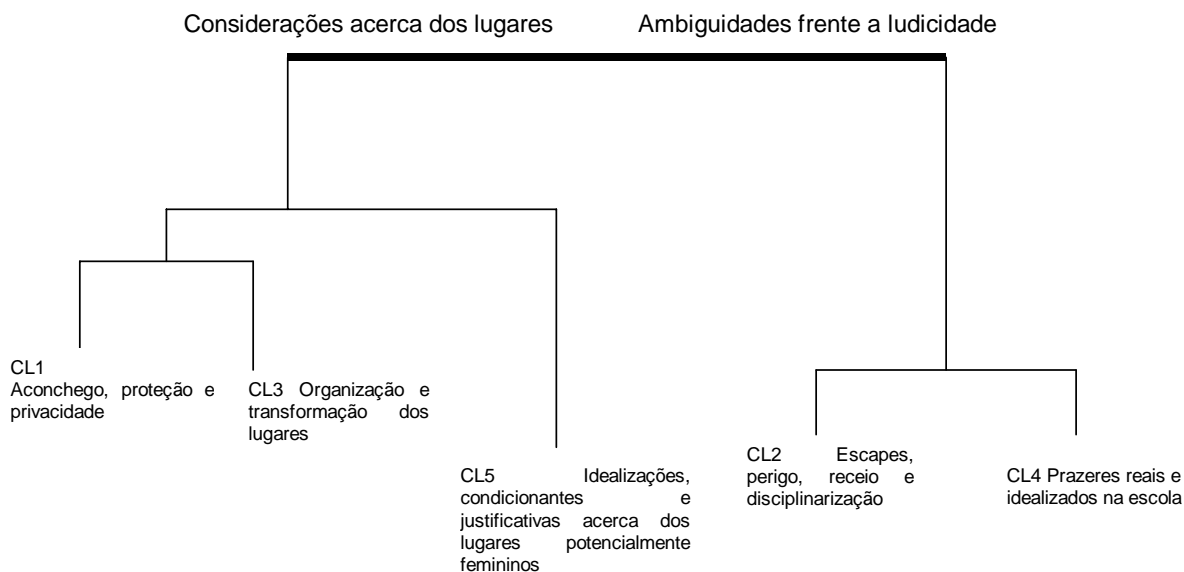 Considerações acerca dos lugares
Ambiguidades frente a ludicidade
CL1
Aconchego, proteção e
privacidade
CL3 Organização e
transformação dos
lugares
CL5 Idealizações,
condicionantes e
justificativas acerca dos
lugares potencialmente
femininos
CL2 Escapes,
perigo, receio e
disciplinarização
CL4 Prazeres reais e
idealizados na escola